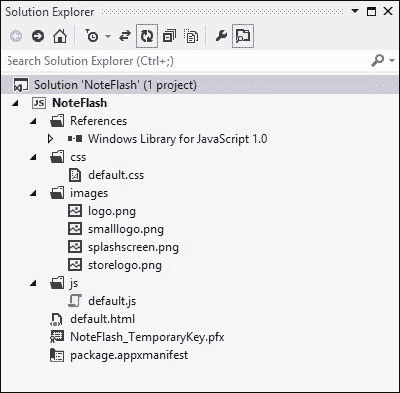 Solution Explorer
Search Solution Explorer (Ctrl+;)
Solution 'NoteFlash' (1 project)
JS NoteFlash
References
Windows Library for JavaScript 1.0
css
default.css
images
logo.png
smalllogo.png
splashscreen.png
storelogo.png
js
default.js
default.html
NoteFlash_TemporaryKey.pfx
package.appxmanifest